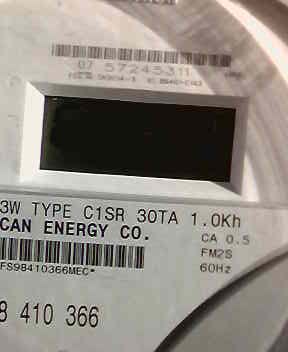 07 57245311
3W TYPE C1SR 30TA 1.0Kh
CAN ENERGY CO.
CA 0.5
FM2S
60Hz
FS98410366MEC*
8 410 366